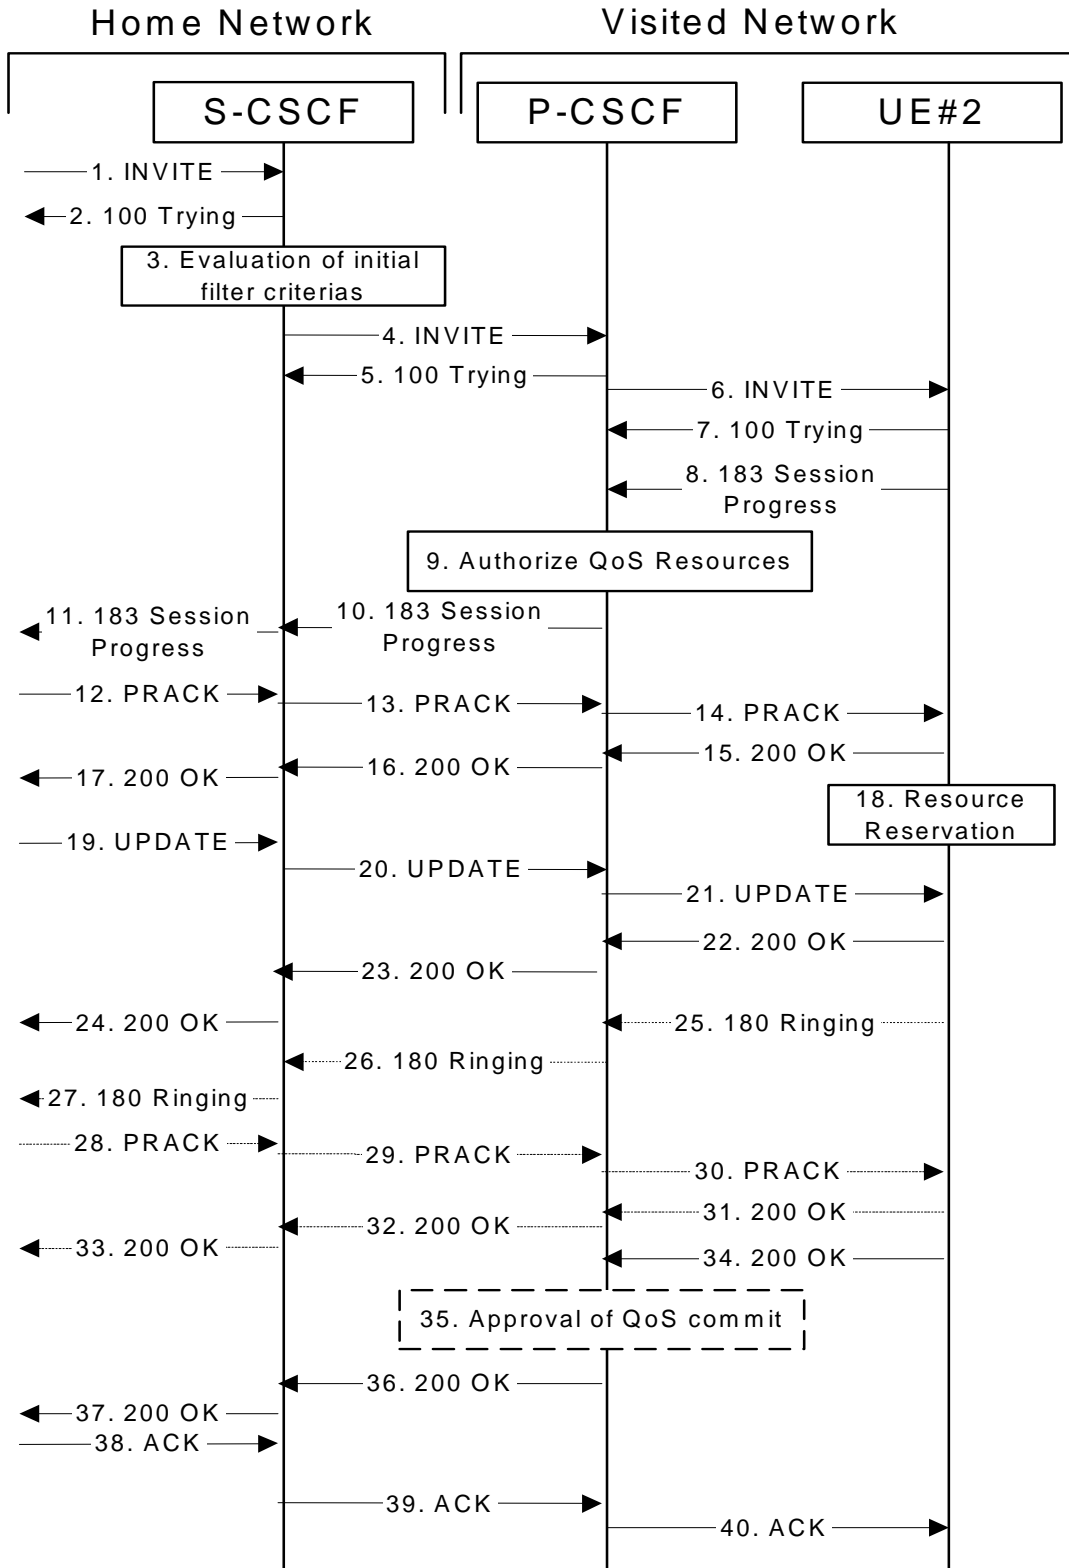 Home Network
Visited Network
S-CSCF
P-CSCF
UE#2
1. INVITE
2. 100 Trying
3. Evaluation of initial
filter criterias
4. INVITE
5. 100 Trying
6. INVITE
7. 100 Trying
8. 183 Session
Progress
9. Authorize QoS Resources
10. 183 Session
Progress
11. 183 Session
Progress
12. PRACK
13. PRACK
14. PRACK
15. 200 OK
16. 200 OK
17. 200 OK
18. Resource
Reservation
19. UPDATE
20. UPDATE
21. UPDATE
22. 200 OK
23. 200 OK
24. 200 OK
25. 180 Ringing
26. 180 Ringing
27. 180 Ringing
28. PRACK
29. PRACK
30. PRACK
31. 200 OK
32. 200 OK
33. 200 OK
34. 200 OK
35. Approval of QoS commit
36. 200 OK
37. 200 OK
38. ACK
39. ACK
40. ACK